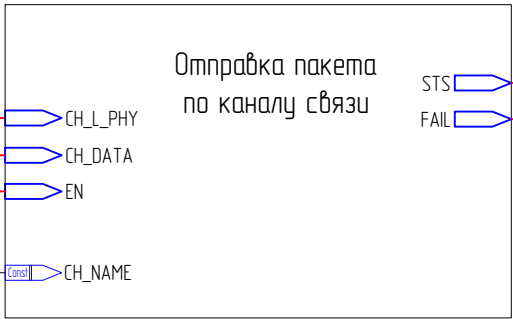 Отправка пакета
по каналу связи
STS
FAIL
CH_L_PHY
CH_DATA
EN
Const
CH_NAME